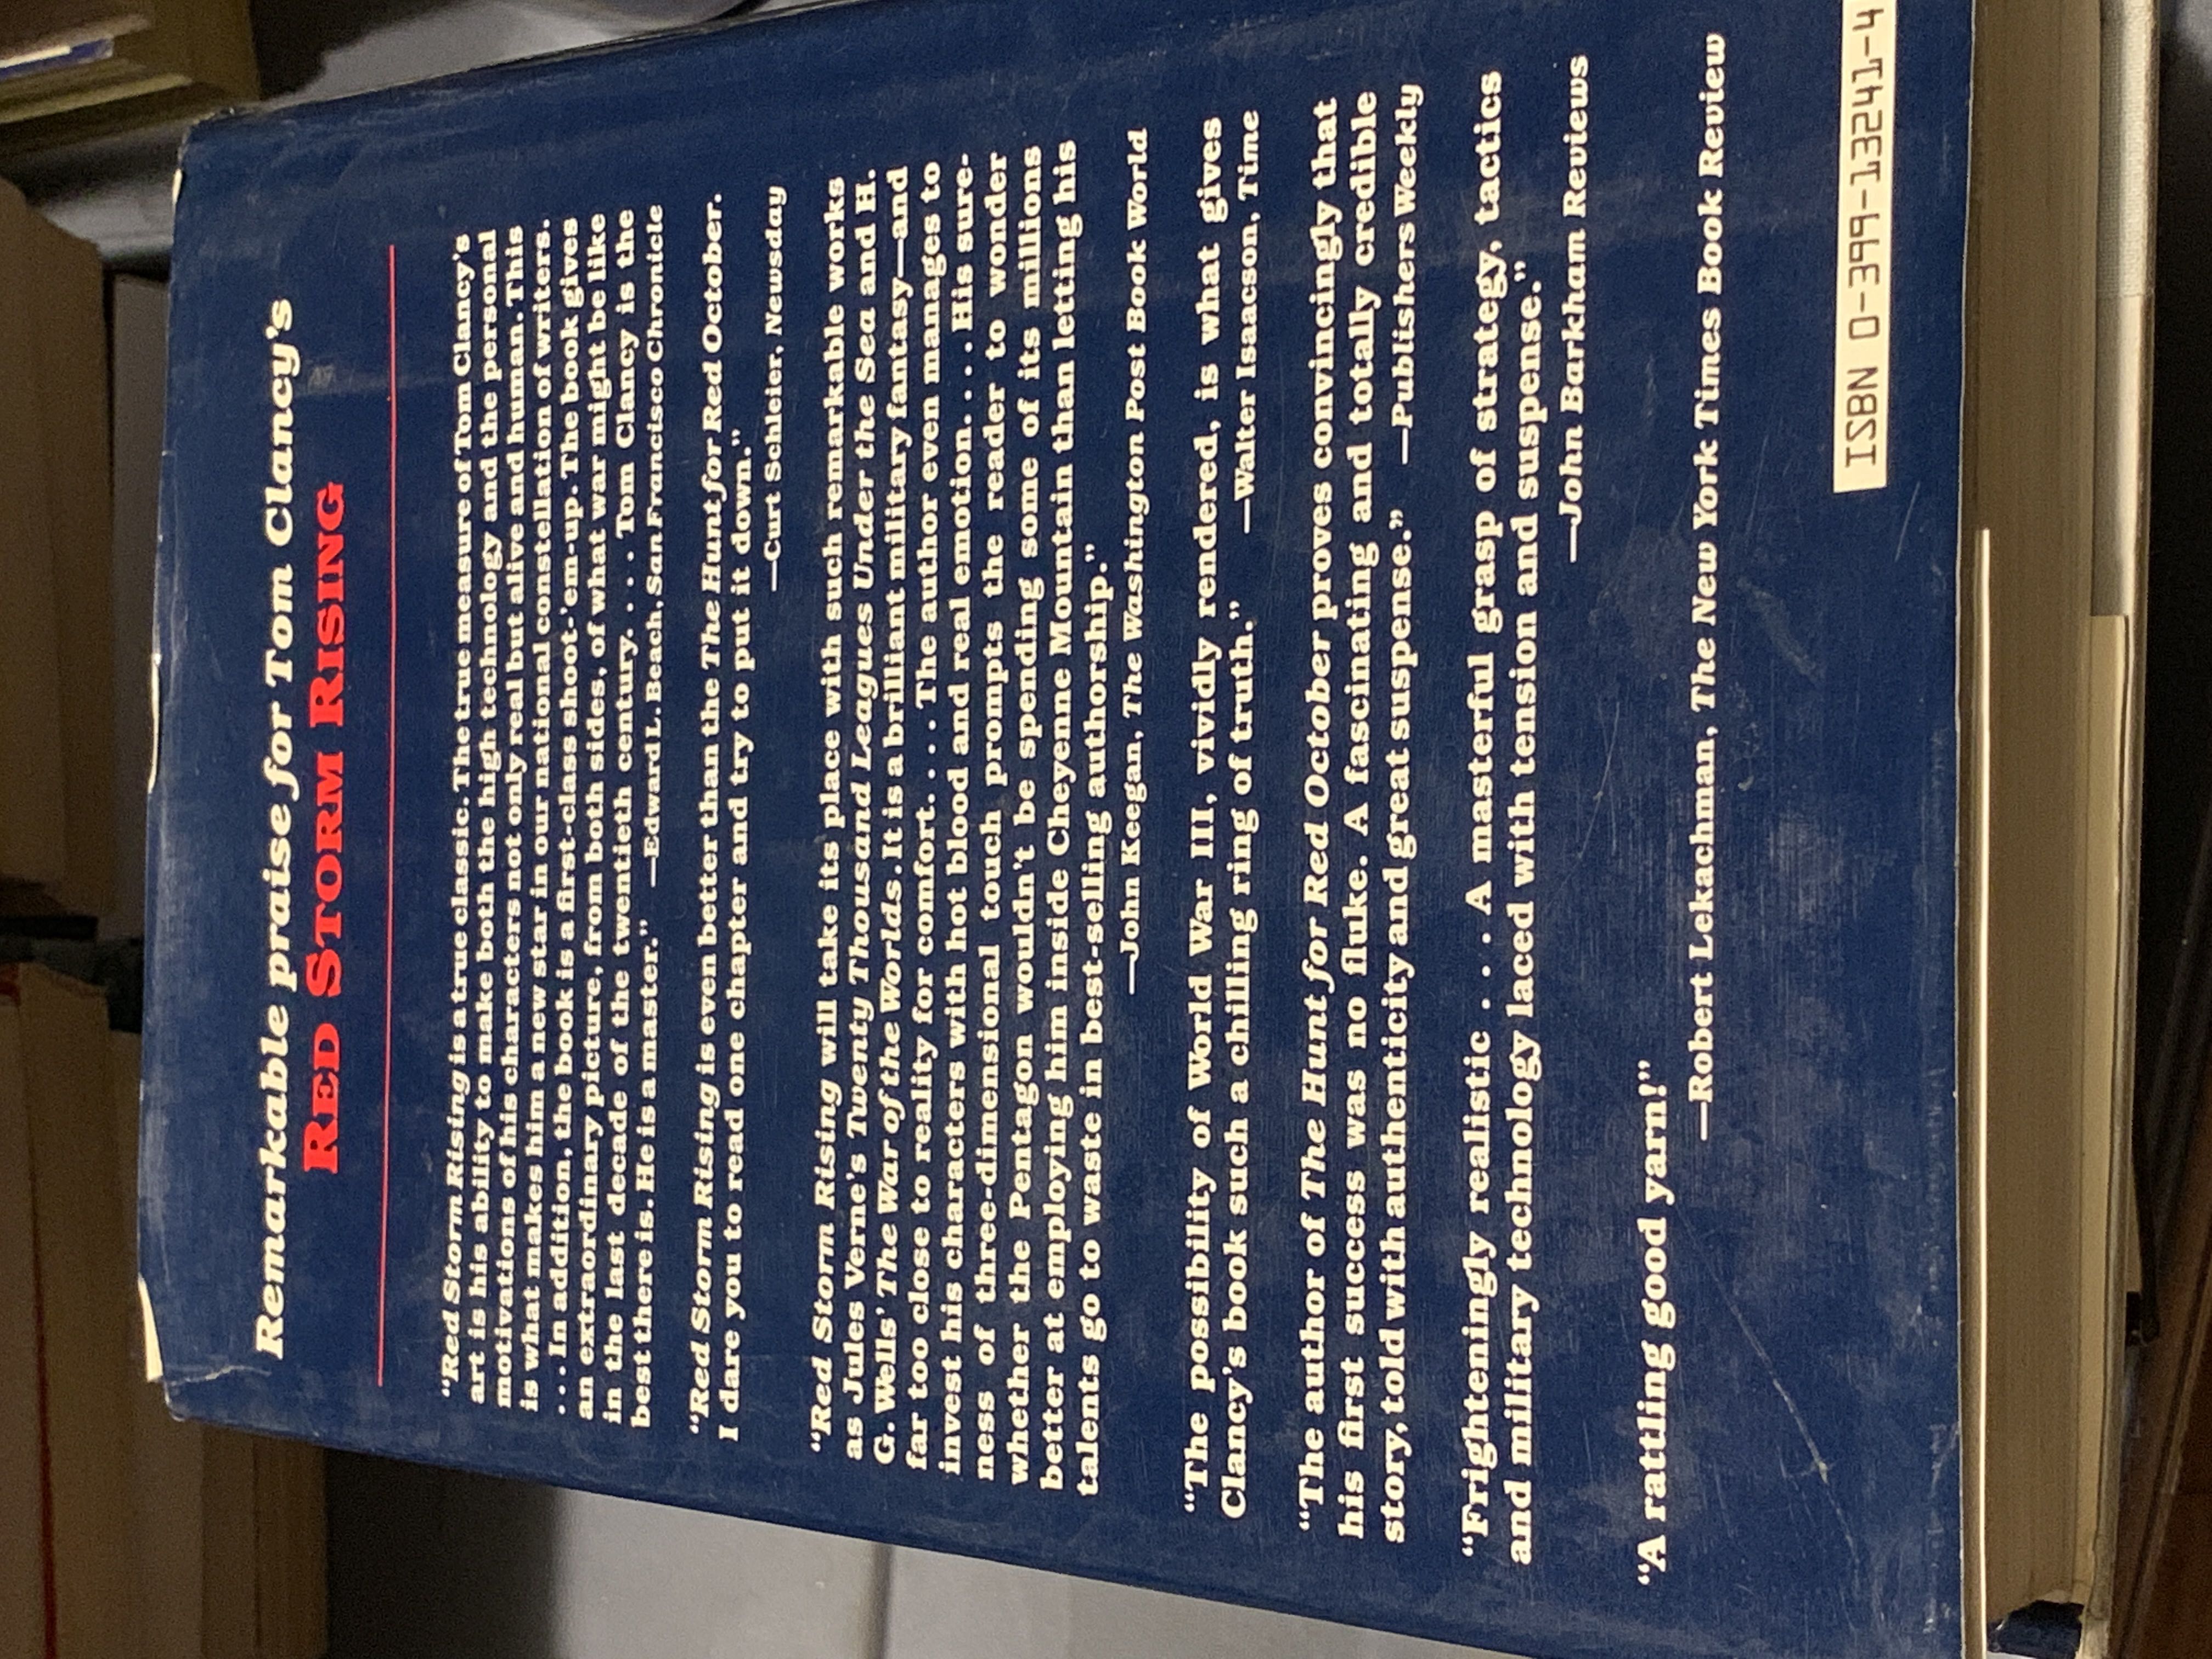 Remarkable praise for Tom Clancy's
RED STORM RISING
“Red Storm Rising is a true classic. The true measure of Tom Clancy's
art is his ability to make both the high technology and the personal
motivations of his characters not only real but alive and human. This
is what makes him a new star in our national constellation of writers.
. . . In addition, the book is a first-class shoot-'em-up. The book gives
an extraordinary picture, from both sides, of what war might be like
in the last decade of the twentieth century. . . . Tom Clancy is the
best there is. He is a master.” —Edward L. Beach, San Francisco Chronicle
“Red Storm Rising is even better than the The Hunt for Red October.
I dare you to read one chapter and try to put it down.”
—Curt Schleier, Newsday
“Red Storm Rising will take its place with such remarkable works
as Jules Verne's Twenty Thousand Leagues Under the Sea and H.
G. Wells' The War of the Worlds. It is a brilliant military fantasy—and
far too close to reality for comfort. . . . The author even manages to
invest his characters with hot blood and real emotion. . . . His sure-
ness of three-dimensional touch prompts the reader to wonder
whether the Pentagon wouldn't be spending some of its millions
better at employing him inside Cheyenne Mountain than letting his
talents go to waste in best-selling authorship.”
—John Keegan, The Washington Post Book World
“The possibility of World War III, vividly rendered, is what gives
Clancy's book such a chilling ring of truth.” —Walter Isaacson, Time
“The author of The Hunt for Red October proves convincingly that
his first success was no fluke. A fascinating and totally credible
story, told with authenticity and great suspense.” —Publishers Weekly
“Frighteningly realistic . . . . A masterful grasp of strategy, tactics
and military technology laced with tension and suspense.”
—John Barkham Reviews
“A rattling good yarn!”
—Robert Lekachman, The New York Times Book Review
ISBN 0-399-13241-4